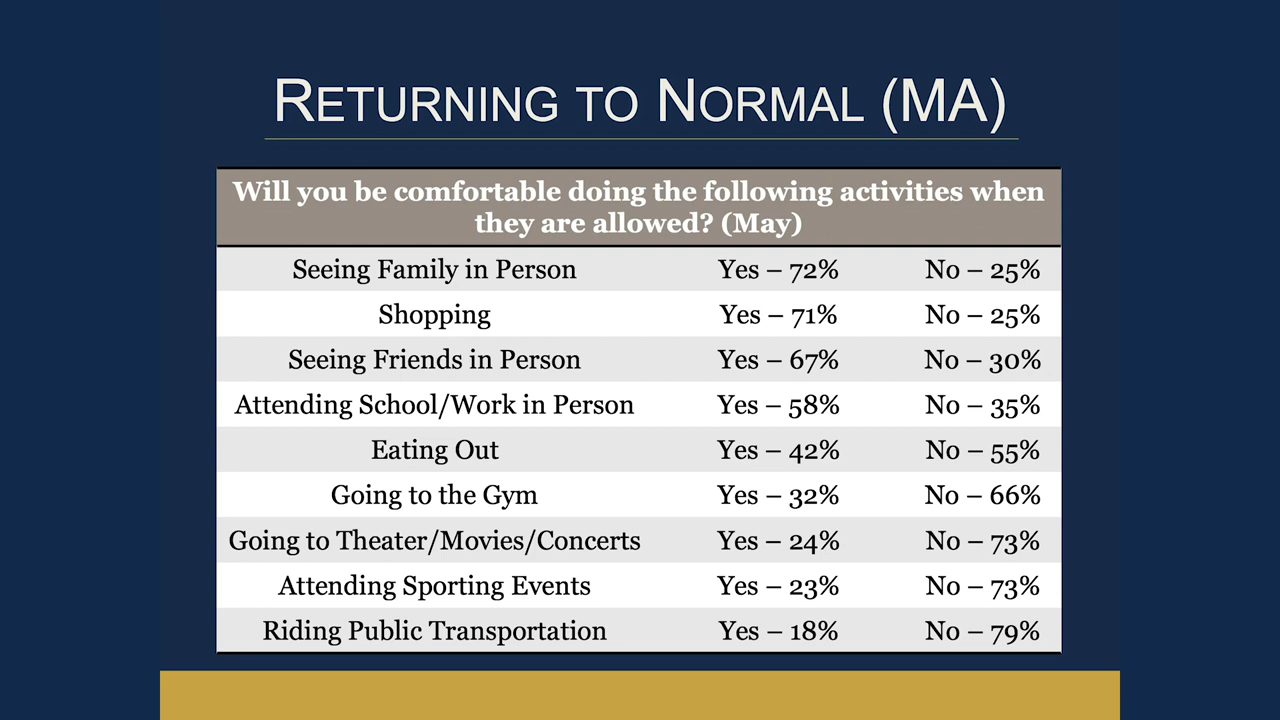 RETURNING TO NORMAL (MA)
Will you be comfortable doing the following activities when
they are allowed? (May)
Seeing Family in Person Yes – 72% No – 25%
Shopping Yes – 71% No – 25%
Seeing Friends in Person Yes – 67% No – 30%
Attending School/Work in Person Yes – 58% No – 35%
Eating Out Yes – 42% No – 55%
Going to the Gym Yes – 32% No – 66%
Going to Theater/Movies/Concerts Yes – 24% No – 73%
Attending Sporting Events Yes – 23% No – 73%
Riding Public Transportation Yes – 18% No – 79%